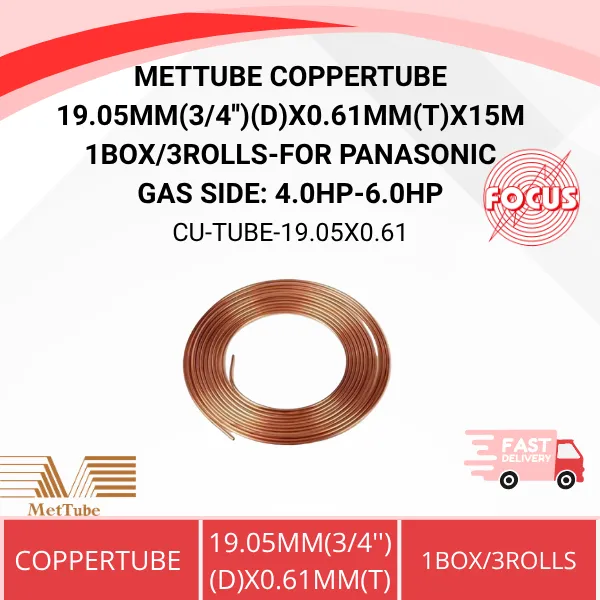 METTUBE COPPERTUBE
19.05MM(3/4")(D)X0.61MM(T)X15M
1BOX/3ROLLS-FOR PANASONIC
GAS SIDE: 4.0HP-6.0HP
CU-TUBE-19.05X0.61
FOCUS
FAST
DELIVERY
MetTube
COPPERTUBE
19.05MM(3/4'')
(D)X0.61MM(T)
1BOX/3ROLLS